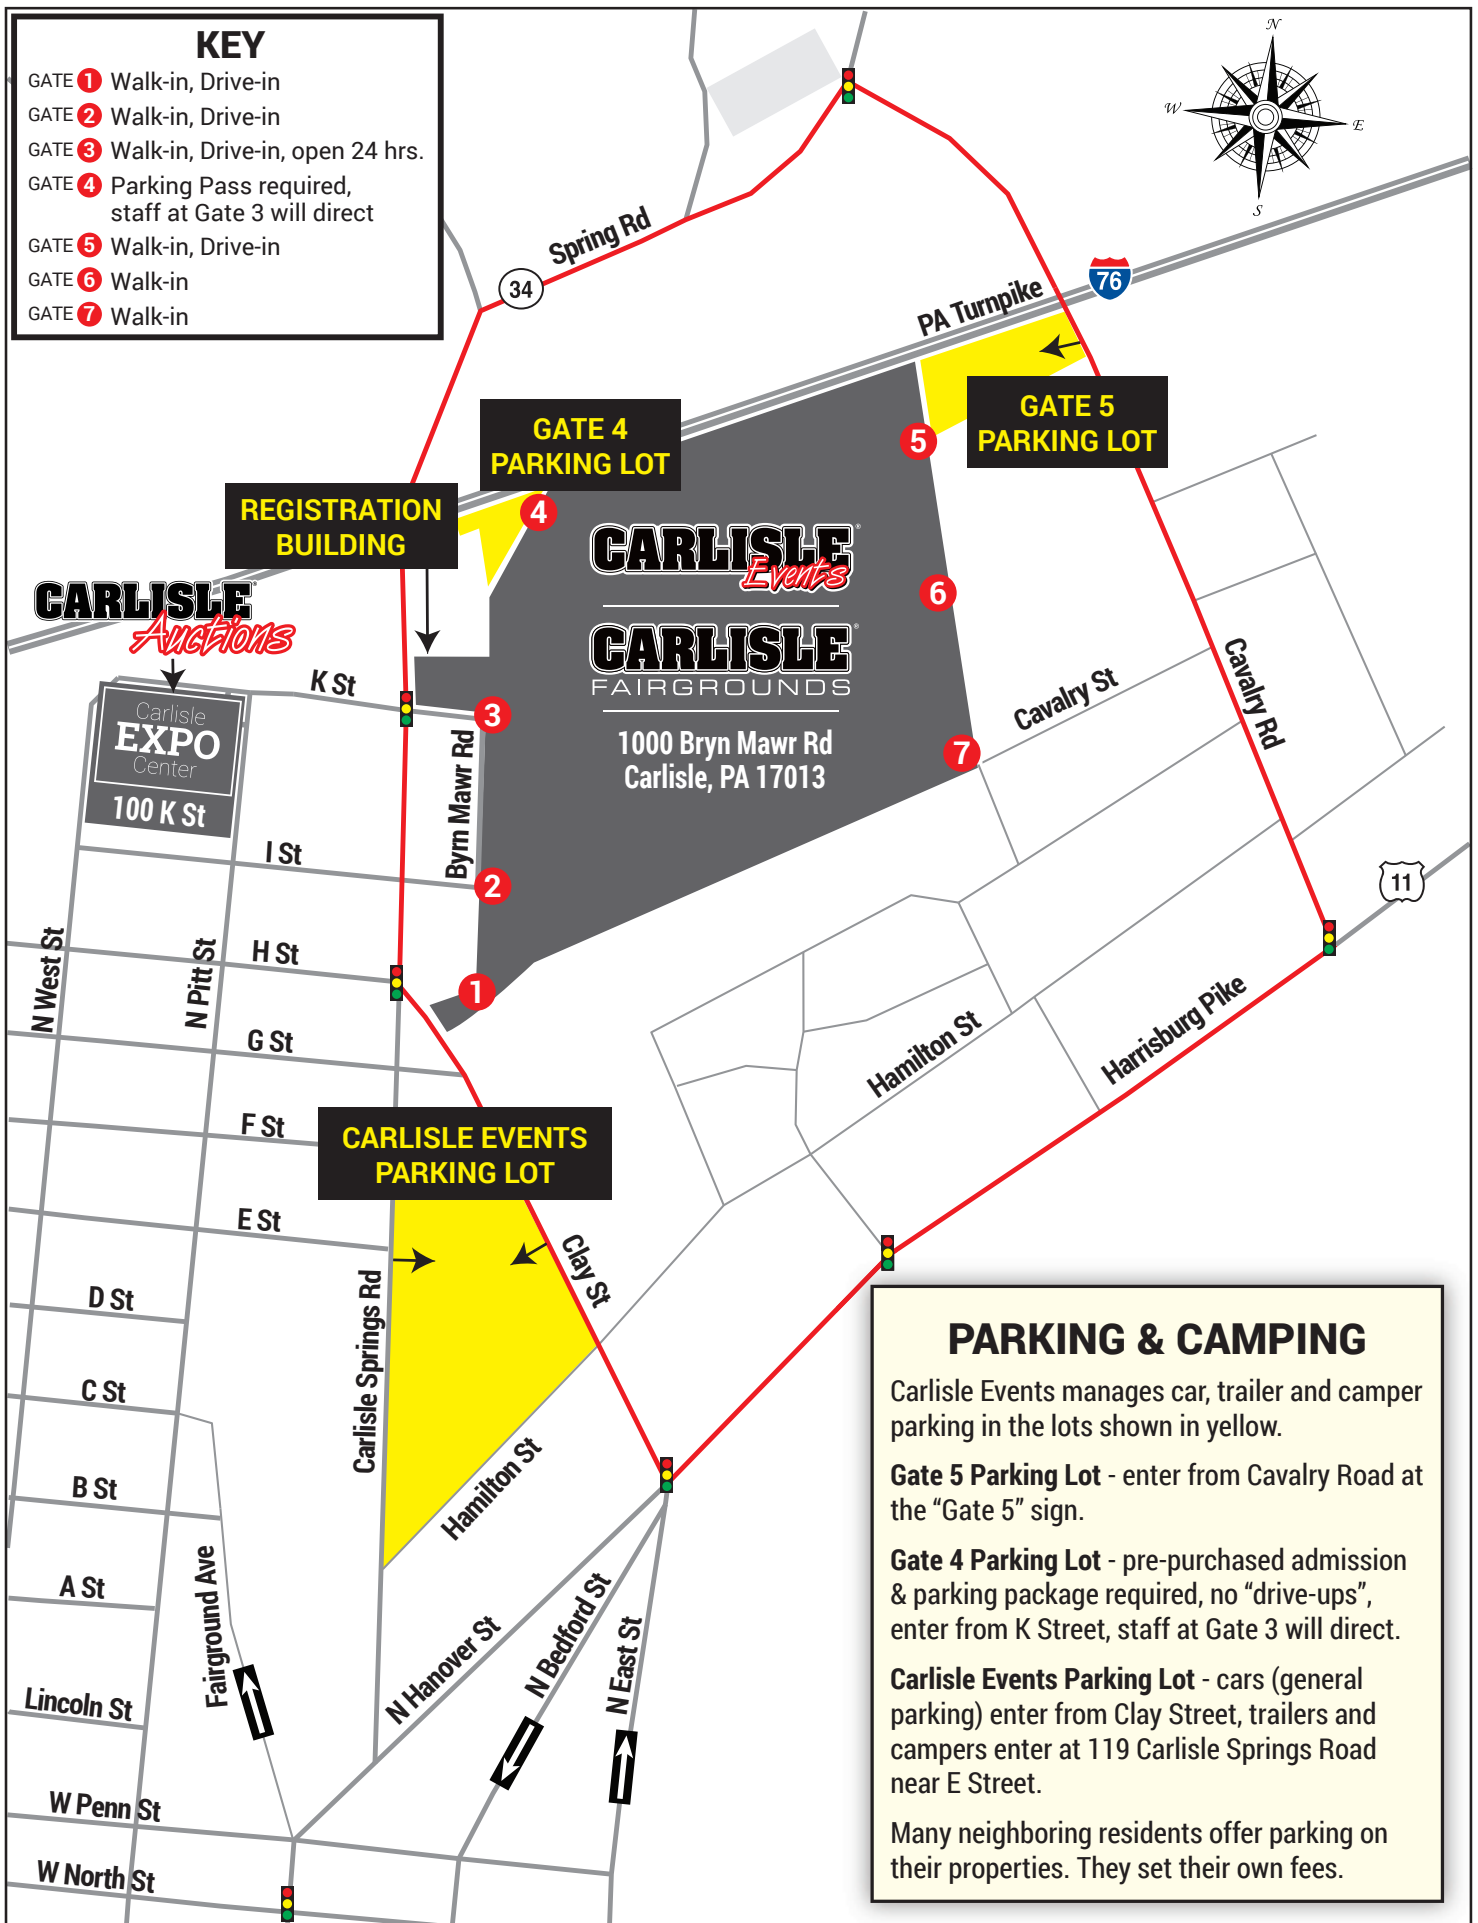 KEY
GATE 1 Walk-in, Drive-in
GATE 2 Walk-in, Drive-in
GATE 3 Walk-in, Drive-in, open 24 hrs.
GATE 4 Parking Pass required,
staff at Gate 3 will direct
GATE 5 Walk-in, Drive-in
GATE 6 Walk-in
GATE 7 Walk-in
N
W
E
S
Spring Rd
34
PA Turnpike
76
GATE 5
PARKING LOT
GATE 4
PARKING LOT
5
4
REGISTRATION
BUILDING
CARLISLE®
Events
CARLISLE®
FAIRGROUNDS
1000 Bryn Mawr Rd
Carlisle, PA 17013
6
CARLISLE®
Auctions
K St
3
7
Cavalry St
Cavalry Rd
Carlisle
EXPO
Center
100 K St
Byrn Mawr Rd
I St
2
11
N West St
N Pitt St
H St
1
G St
Hamilton St
Harrisburg Pike
F St
CARLISLE EVENTS
PARKING LOT
E St
Clay St
D St
Carlisle Springs Rd
C St
Hamilton St
B St
A St
Fairground Ave
N Hanover St
N Bedford St
N East St
Lincoln St
W Penn St
W North St
PARKING & CAMPING
Carlisle Events manages car, trailer and camper
parking in the lots shown in yellow.
Gate 5 Parking Lot - enter from Cavalry Road at
the “Gate 5” sign.
Gate 4 Parking Lot - pre-purchased admission
& parking package required, no “drive-ups”,
enter from K Street, staff at Gate 3 will direct.
Carlisle Events Parking Lot - cars (general
parking) enter from Clay Street, trailers and
campers enter at 119 Carlisle Springs Road
near E Street.
Many neighboring residents offer parking on
their properties. They set their own fees.